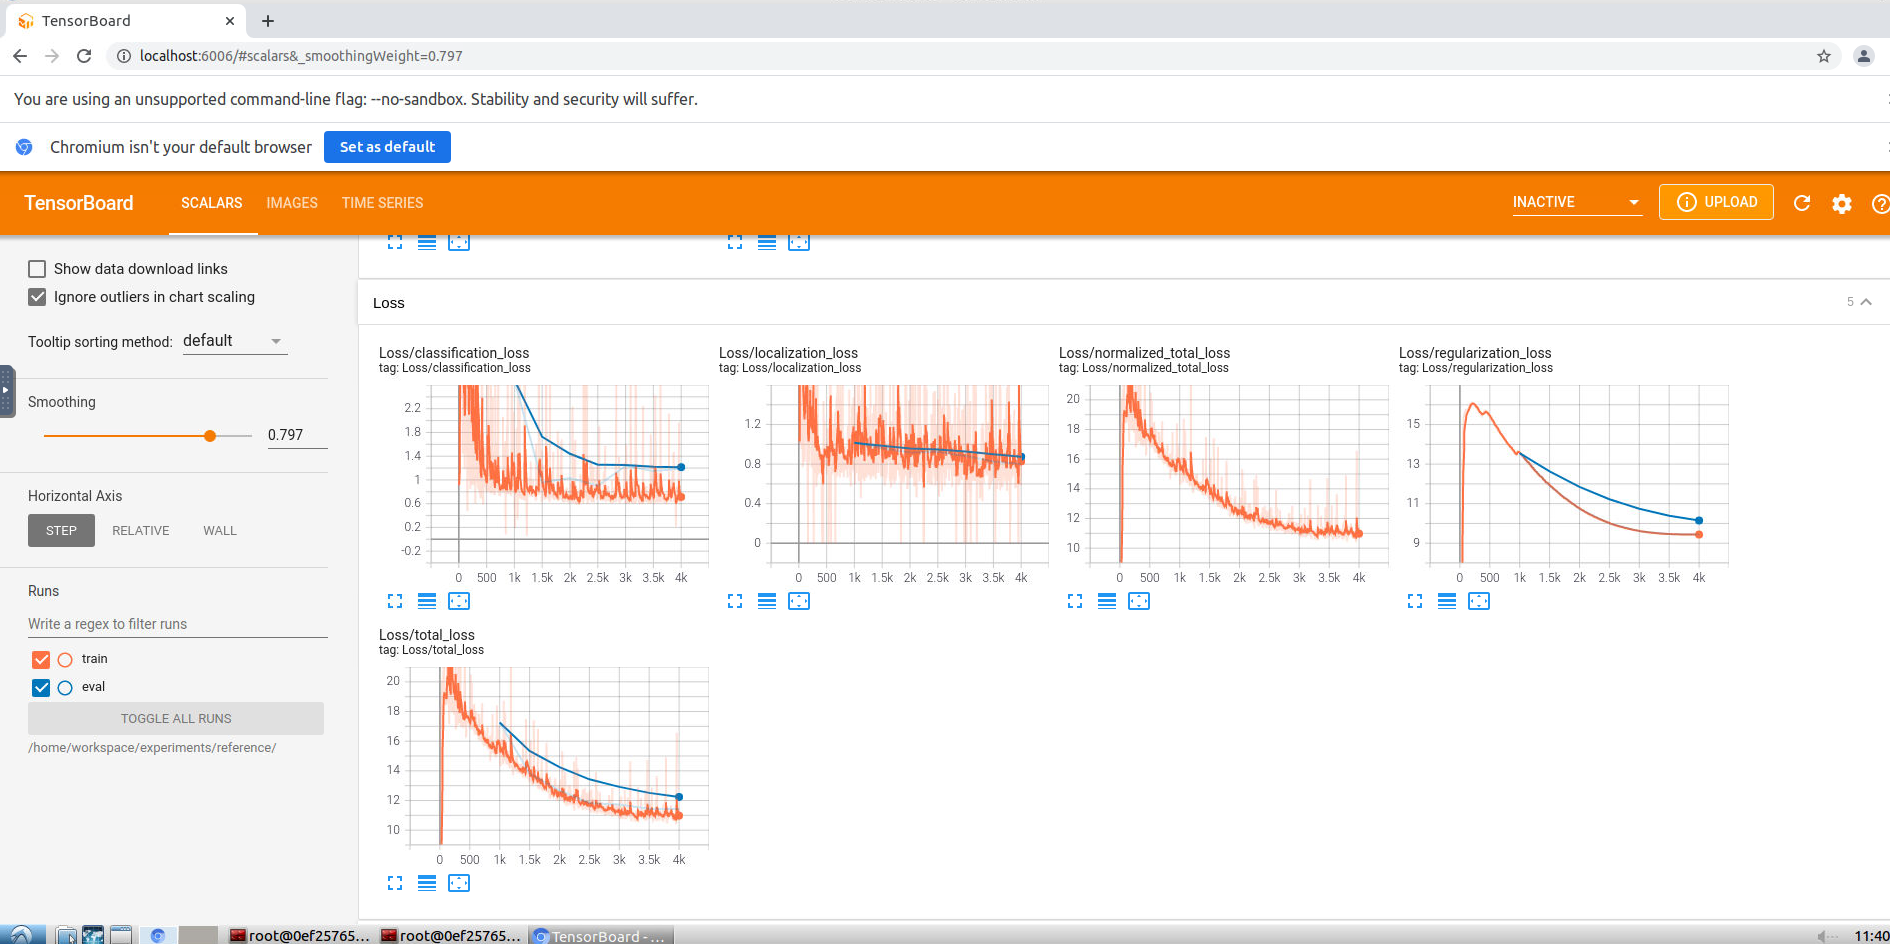 TensorBoard
localhost:6006/#scalars&_smoothingWeight=0.797
You are using an unsupported command-line flag: --no-sandbox. Stability and security will suffer.
Chromium isn't your default browser Set as default
TensorBoard SCALARS IMAGES TIME SERIES INACTIVE UPLOAD
Show data download links
Ignore outliers in chart scaling
Tooltip sorting method: default
Smoothing
0.797
Horizontal Axis
STEP RELATIVE WALL
Runs
Write a regex to filter runs
train
eval
TOGGLE ALL RUNS
/home/workspace/experiments/reference/
Loss 5
Loss/classification_loss
tag: Loss/classification_loss
2.2
1.8
1.4
1
0.6
0.2
-0.2
0 500 1k 1.5k 2k 2.5k 3k 3.5k 4k
Loss/localization_loss
tag: Loss/localization_loss
1.2
0.8
0.4
0
0 500 1k 1.5k 2k 2.5k 3k 3.5k 4k
Loss/normalized_total_loss
tag: Loss/normalized_total_loss
20
18
16
14
12
10
0 500 1k 1.5k 2k 2.5k 3k 3.5k 4k
Loss/regularization_loss
tag: Loss/regularization_loss
15
13
11
9
0 500 1k 1.5k 2k 2.5k 3k 3.5k 4k
Loss/total_loss
tag: Loss/total_loss
20
18
16
14
12
10
0 500 1k 1.5k 2k 2.5k 3k 3.5k 4k
root@0ef25765... root@0ef25765... TensorBoard - ... 11:40